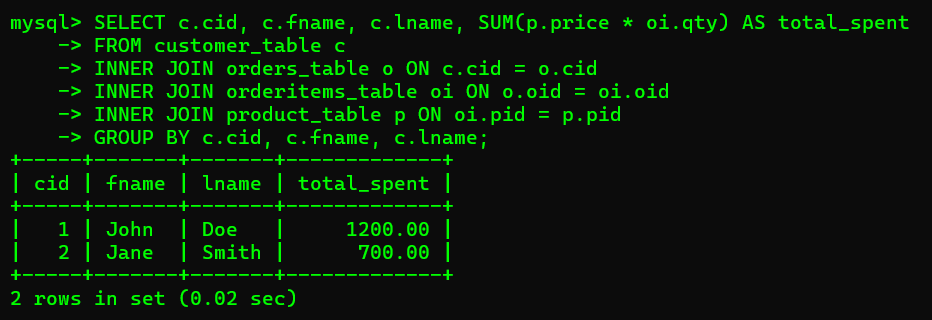 mysql> SELECT c.cid, c.fname, c.lname, SUM(p.price * oi.qty) AS total_spent
    -> FROM customer_table c
    -> INNER JOIN orders_table o ON c.cid = o.cid
    -> INNER JOIN orderitems_table oi ON o.oid = oi.oid
    -> INNER JOIN product_table p ON oi.pid = p.pid
    -> GROUP BY c.cid, c.fname, c.lname;
+-----+-------+-------+-------------+
| cid | fname | lname | total_spent |
+-----+-------+-------+-------------+
|   1 | John  | Doe   |     1200.00 |
|   2 | Jane  | Smith |      700.00 |
+-----+-------+-------+-------------+
2 rows in set (0.02 sec)